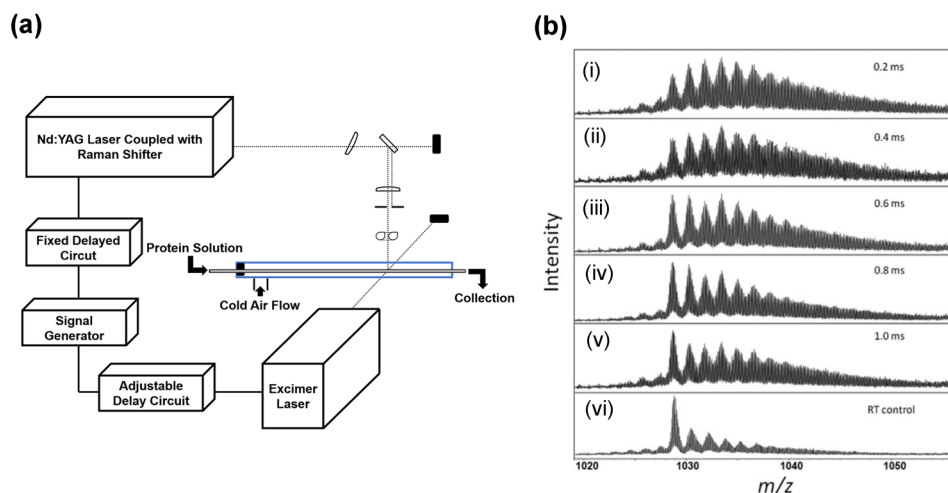 (a)
Nd:YAG Laser Coupled with
Raman Shifter
Fixed Delayed
Circut
Protein Solution
Cold Air Flow
Collection
Signal
Generator
Adjustable
Delay Circuit
Excimer
Laser
(b)
Intensity
(i)
0.2 ms
(ii)
0.4 ms
(iii)
0.6 ms
(iv)
0.8 ms
(v)
1.0 ms
(vi)
RT control
1020 1030 1040 1050
m/z